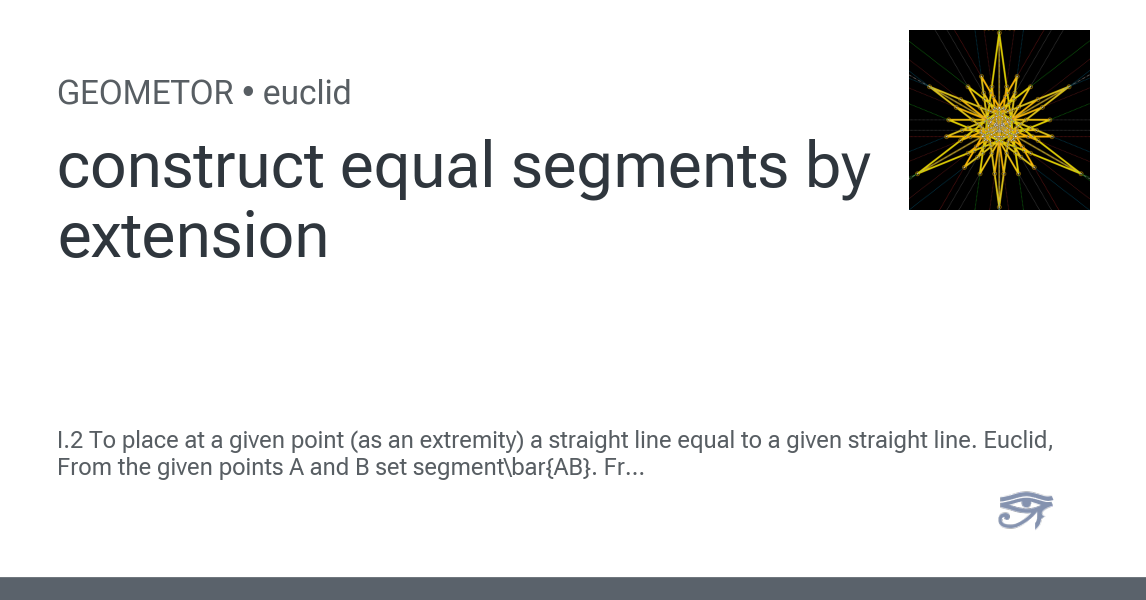 GEOMETOR • euclid
construct equal segments by
extension
I.2 To place at a given point (as an extremity) a straight line equal to a given straight line. Euclid,
From the given points A and B set segment\bar{AB}. Fr...